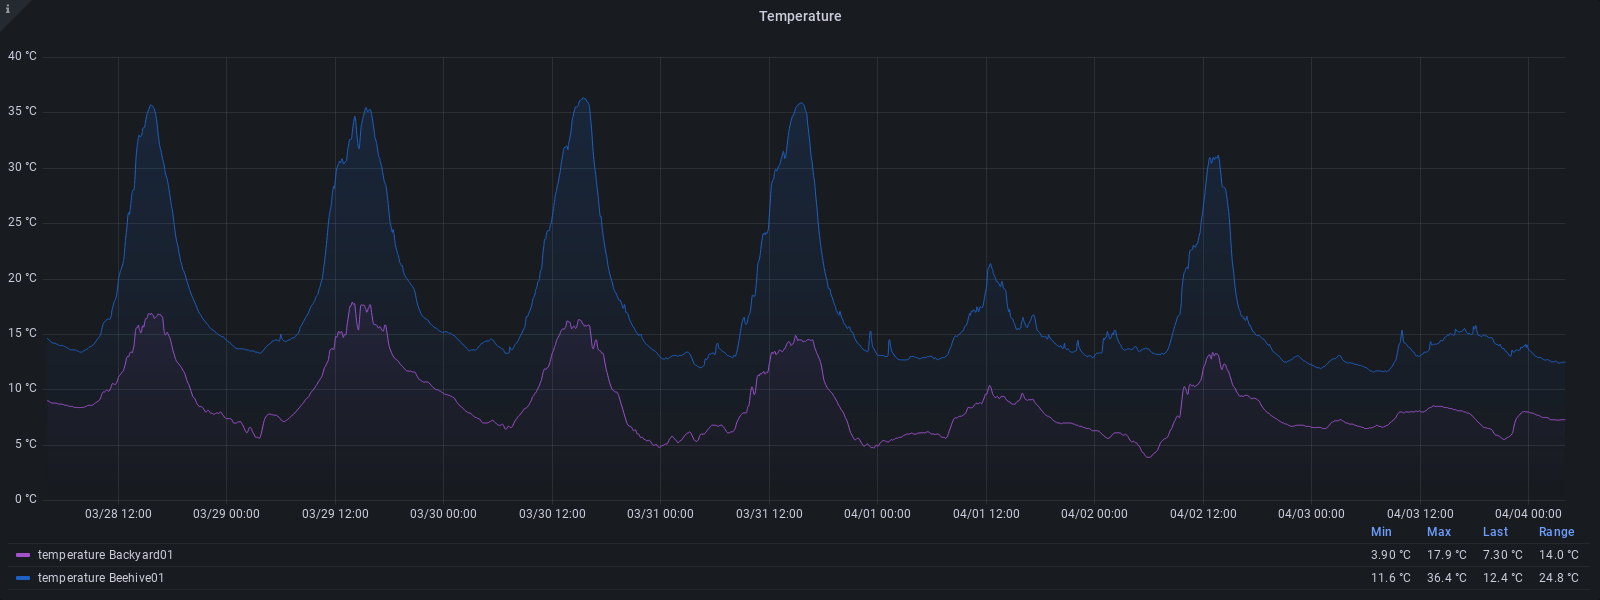 i
Temperature
40 °C
35 °C
30 °C
25 °C
20 °C
15 °C
10 °C
5 °C
0 °C
03/28 12:00 03/29 00:00 03/29 12:00 03/30 00:00 03/30 12:00 03/31 00:00 03/31 12:00 04/01 00:00 04/01 12:00 04/02 00:00 04/02 12:00 04/03 00:00 04/03 12:00 04/04 00:00
Min Max Last Range
temperature Backyard01 3.90 °C 17.9 °C 7.30 °C 14.0 °C
temperature Beehive01 11.6 °C 36.4 °C 12.4 °C 24.8 °C